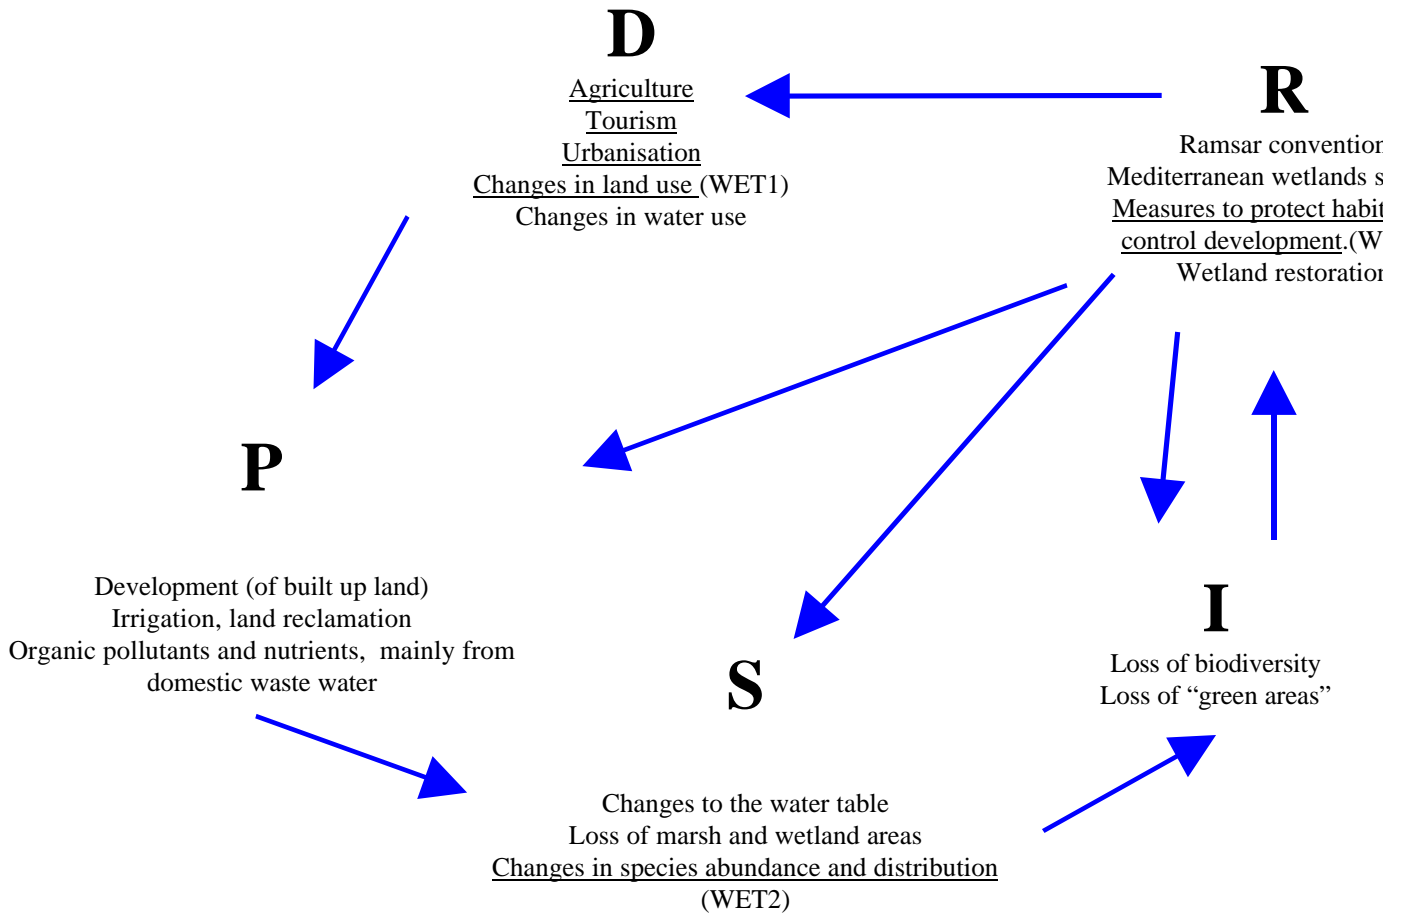 D
Agriculture
Tourism
Urbanisation
Changes in land use (WET1)
Changes in water use
R
Ramsar convention
Mediterranean wetlands s
Measures to protect habit
control development.(W
Wetland restoration
P
Development (of built up land)
Irrigation, land reclamation
Organic pollutants and nutrients, mainly from
domestic waste water
S
Changes to the water table
Loss of marsh and wetland areas
Changes in species abundance and distribution
(WET2)
I
Loss of biodiversity
Loss of “green areas”